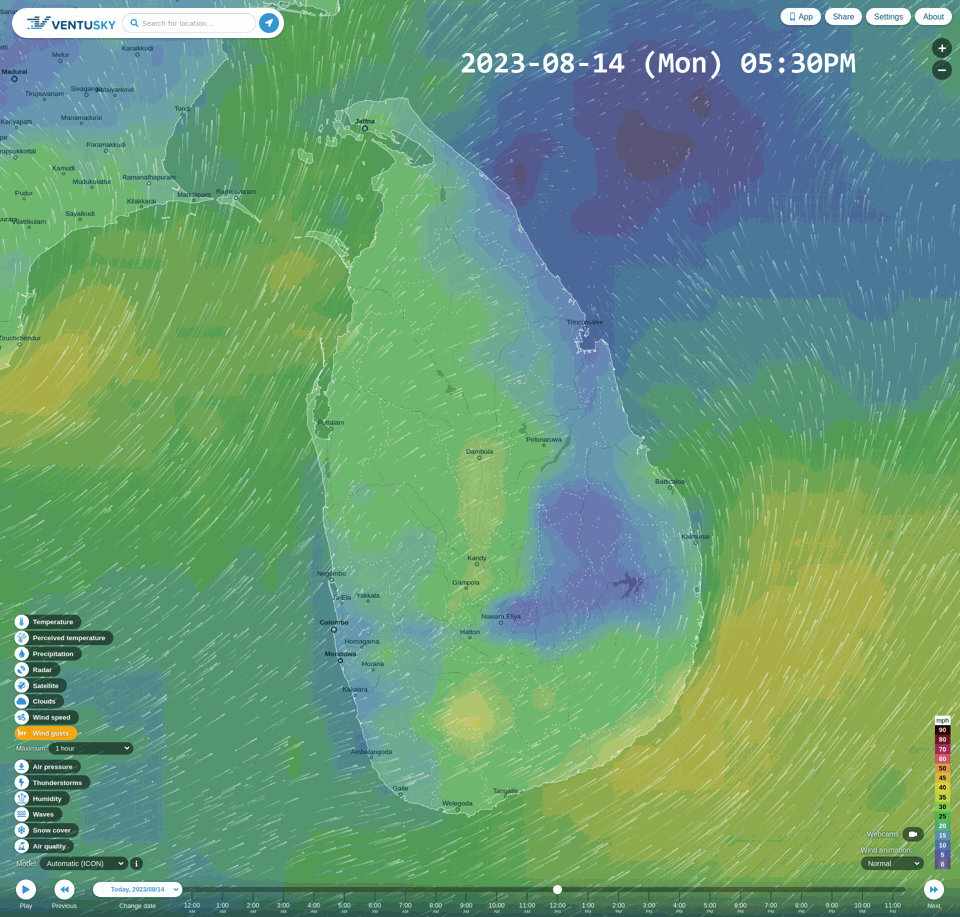 VENTUSKY
Search for location...
App
Share
Settings
About
2023-08-14 (Mon) 05:30PM
Karaikkudi
Melur
Madurai
Tirupuvanam
Tondi
Manamadurai
Jaffna
Paramakkudi
Kamudi
Ramanathapuram
Mudukulattur
Pudur
Mandapam
Rameswaram
Kilakkarai
Sayalkudi
Vilattikulam
Trincomalee
Tiruchchendur
Puttalam
Polonaruwa
Dambula
Batticaloa
Kalmunai
Kandy
Negombo
Gampola
Ja-Ela
Yakkala
Nuwara Eliya
Colombo
Hatton
Homagama
Moratuwa
Horana
Kalutara
Ambalangoda
Galle
Tangalle
Weligoda
Temperature
Perceived temperature
Precipitation
Radar
Satellite
Clouds
Wind speed
Wind gusts
Maximum: 1 hour
Air pressure
Thunderstorms
Humidity
Waves
Snow cover
Air quality
Model: Automatic (ICON)
mph
90
80
70
60
50
45
40
35
30
25
20
15
10
5
0
Webcams
Wind animation:
Normal
Play
Previous
Today, 2023/08/14
Change date
12:00 AM
1:00 AM
2:00 AM
3:00 AM
4:00 AM
5:00 AM
6:00 AM
7:00 AM
8:00 AM
9:00 AM
10:00 AM
11:00 AM
12:00 PM
1:00 PM
2:00 PM
3:00 PM
4:00 PM
5:00 PM
6:00 PM
7:00 PM
8:00 PM
9:00 PM
10:00 PM
11:00 PM
Next